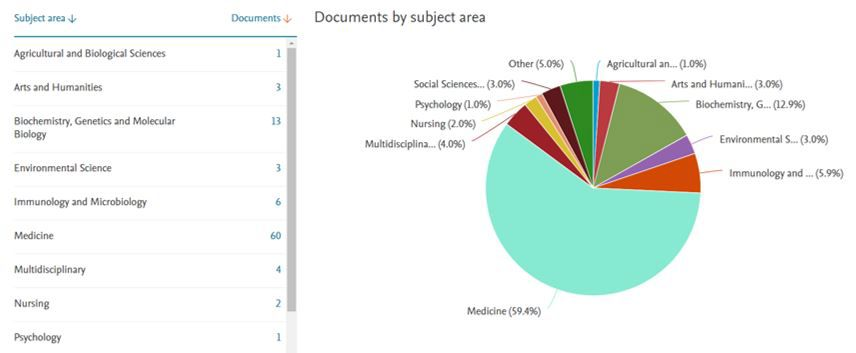 Subject area ↓ Documents ↓
Agricultural and Biological Sciences 1
Arts and Humanities 3
Biochemistry, Genetics and Molecular
Biology 13
Environmental Science 3
Immunology and Microbiology 6
Medicine 60
Multidisciplinary 4
Nursing 2
Psychology 1
Documents by subject area
Other (5.0%)
Agricultural an... (1.0%)
Social Sciences... (3.0%)
Arts and Humani... (3.0%)
Psychology (1.0%)
Biochemistry, G... (12.9%)
Nursing (2.0%)
Environmental S... (3.0%)
Multidisciplina... (4.0%)
Immunology and ... (5.9%)
Medicine (59.4%)